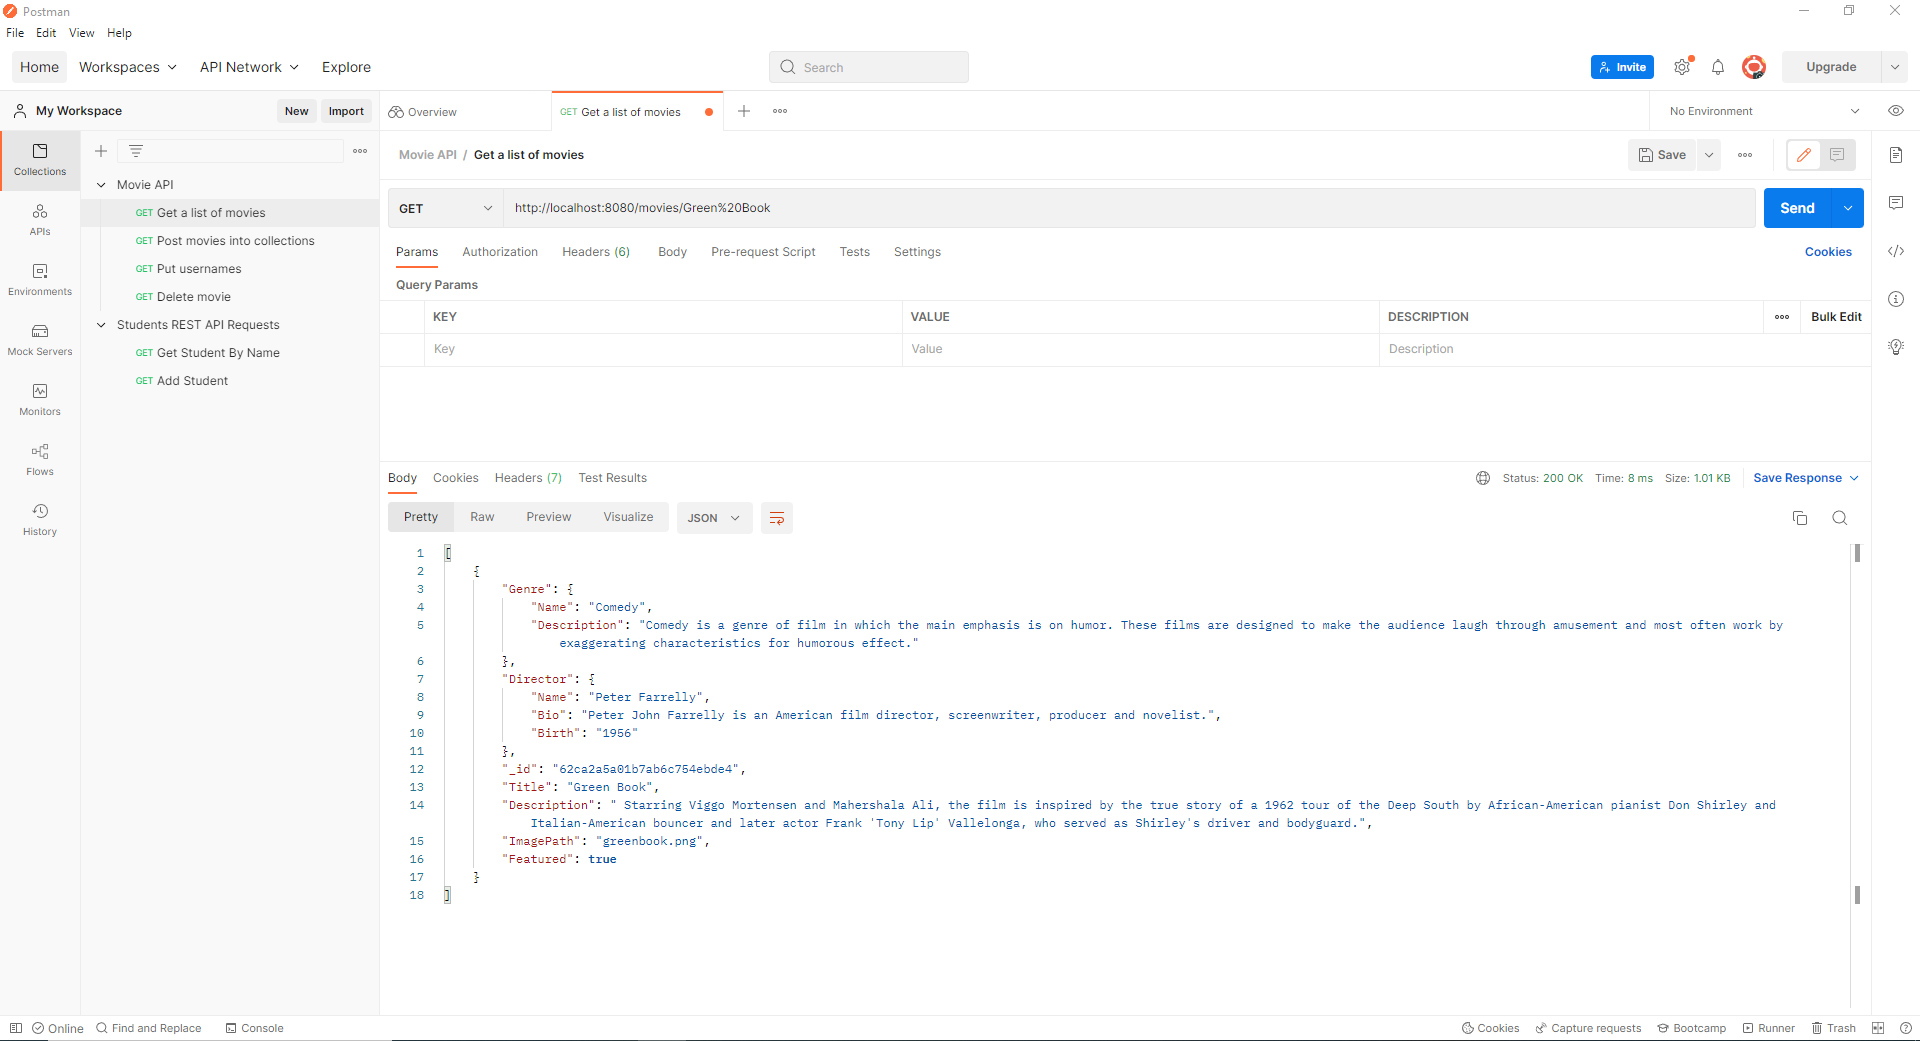 Postman
File Edit View Help
Home Workspaces API Network Explore Search Invite Upgrade
My Workspace New Import Overview GET Get a list of movies No Environment
Collections
APIs
Environments
Mock Servers
Monitors
Flows
History
Movie API
GET Get a list of movies
GET Post movies into collections
GET Put usernames
GET Delete movie
Students REST API Requests
GET Get Student By Name
GET Add Student
Movie API / Get a list of movies Save
GET http://localhost:8080/movies/Green%20Book Send
Params Authorization Headers (6) Body Pre-request Script Tests Settings Cookies
Query Params
KEY VALUE DESCRIPTION Bulk Edit
Key Value Description
Body Cookies Headers (7) Test Results Status: 200 OK Time: 8 ms Size: 1.01 KB Save Response
Pretty Raw Preview Visualize JSON
1 [
2 {
3 "Genre": {
4 "Name": "Comedy",
5 "Description": "Comedy is a genre of film in which the main emphasis is on humor. These films are designed to make the audience laugh through amusement and most often work by
exaggerating characteristics for humorous effect."
6 },
7 "Director": {
8 "Name": "Peter Farrelly",
9 "Bio": "Peter John Farrelly is an American film director, screenwriter, producer and novelist.",
10 "Birth": "1956"
11 },
12 "_id": "62ca2a5a01b7ab6c754ebde4",
13 "Title": "Green Book",
14 "Description": " Starring Viggo Mortensen and Mahershala Ali, the film is inspired by the true story of a 1962 tour of the Deep South by African-American pianist Don Shirley and
Italian-American bouncer and later actor Frank 'Tony Lip' Vallelonga, who served as Shirley's driver and bodyguard.",
15 "ImagePath": "greenbook.png",
16 "Featured": true
17 }
18 ]
Online Find and Replace Console Cookies Capture requests Bootcamp Runner Trash